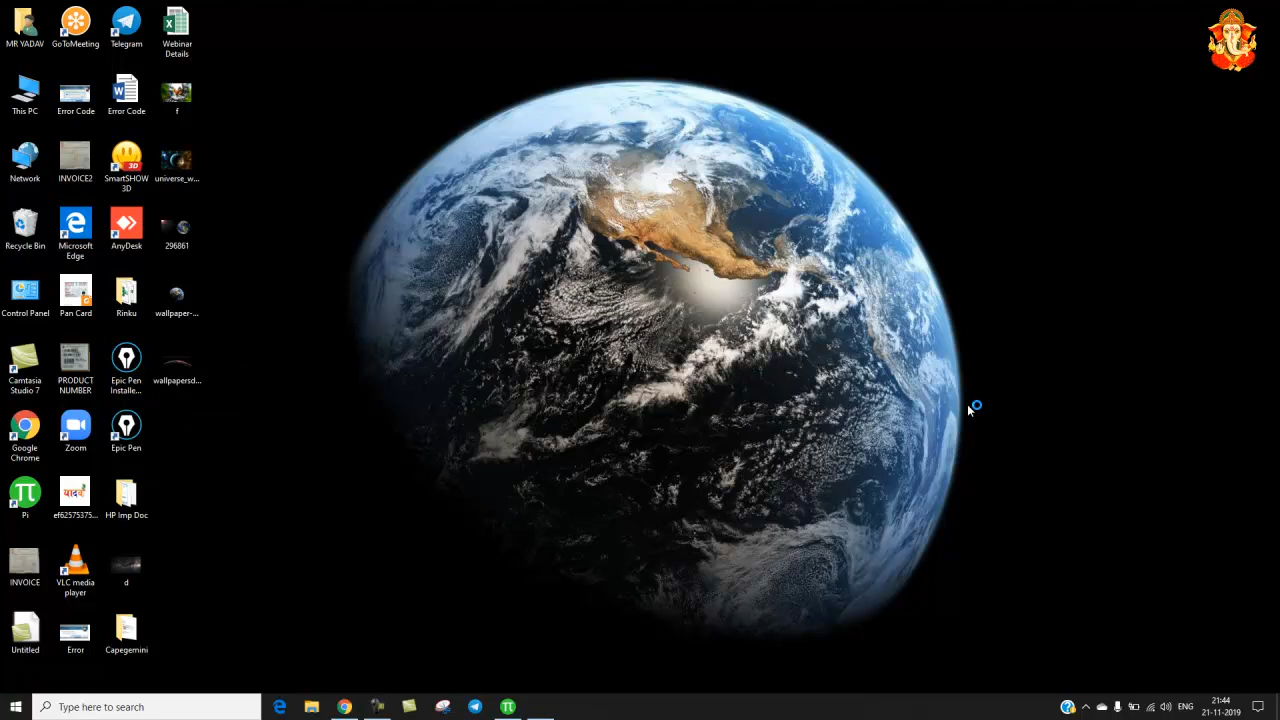 MR YADAV
GoToMeeting
Telegram
Webinar
Details
This PC
Error Code
Error Code
f
Network
INVOICE2
SmartSHOW
3D
universe_w...
Recycle Bin
Microsoft
Edge
AnyDesk
296861
Control Panel
Pan Card
Rinku
wallpaper-...
Camtasia
Studio 7
PRODUCT
NUMBER
Epic Pen
Installe...
wallpapersd...
Google
Chrome
Zoom
Epic Pen
Pi
ef62575375...
HP Imp Doc
INVOICE
VLC media
player
d
Untitled
Error
Capegemini
Type here to search
ENG
21:44
21-11-2019